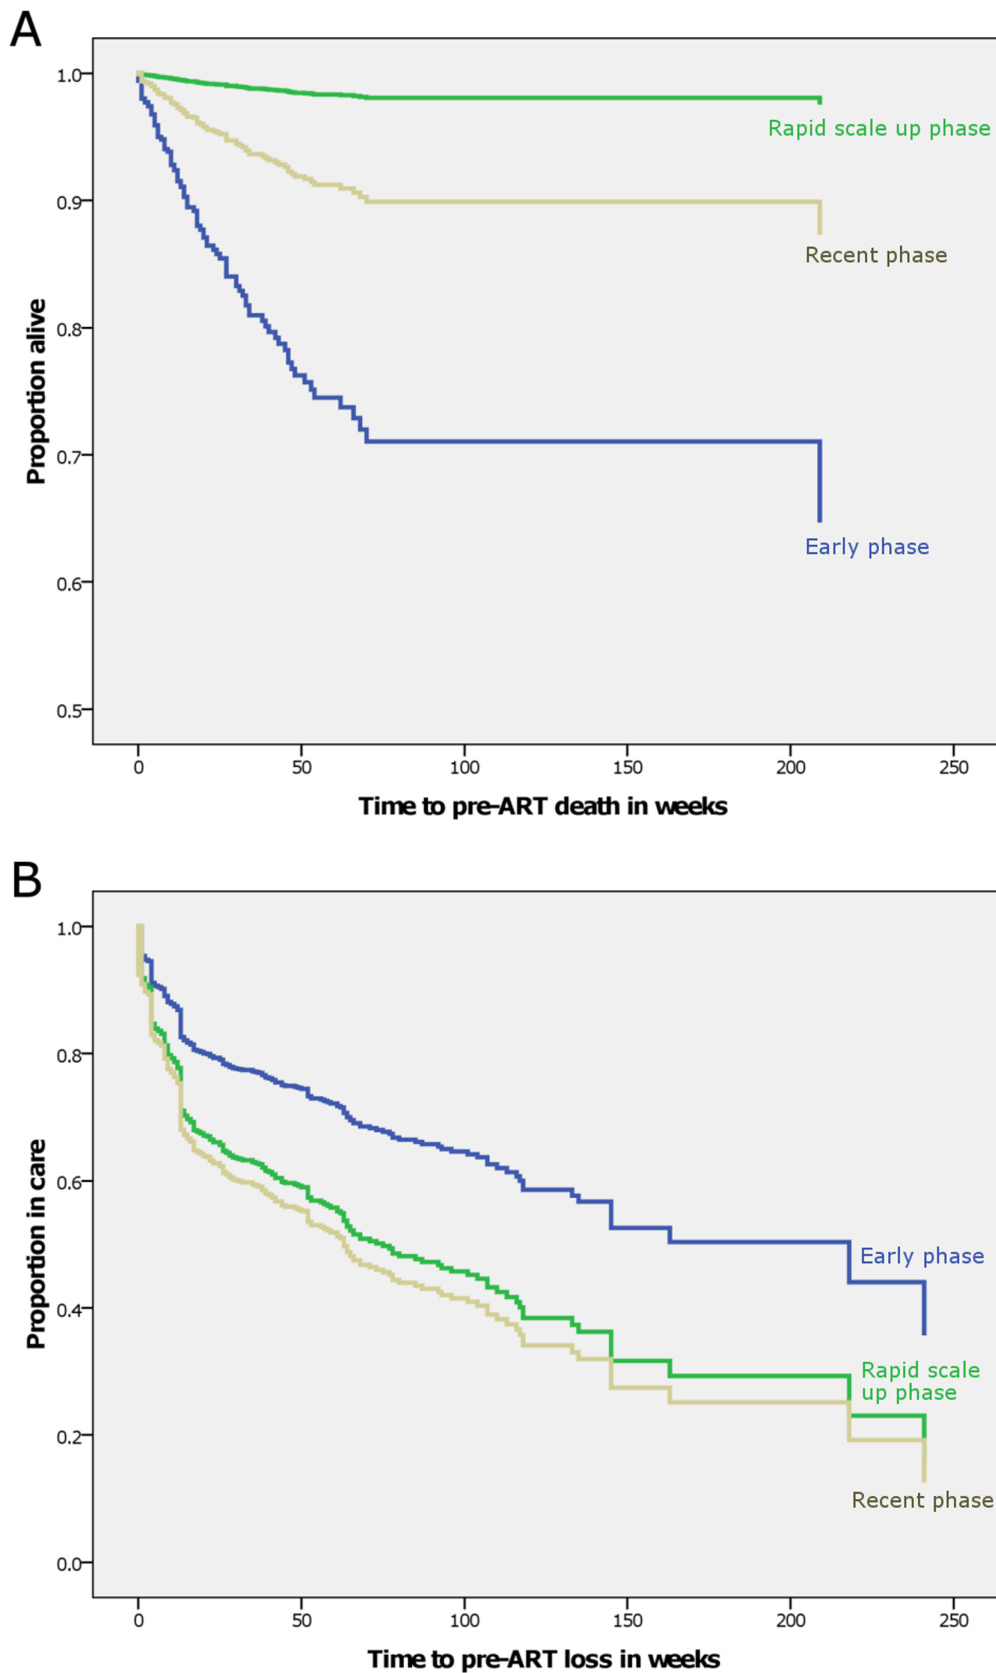 A
1.0
0.9
0.8
0.7
0.6
0.5
Proportion alive
Rapid scale up phase
Recent phase
Early phase
0 50 100 150 200 250
Time to pre-ART death in weeks
B
1.0
0.8
0.6
0.4
0.2
0.0
Proportion in care
Early phase
Rapid scale
up phase
Recent phase
0 50 100 150 200 250
Time to pre-ART loss in weeks